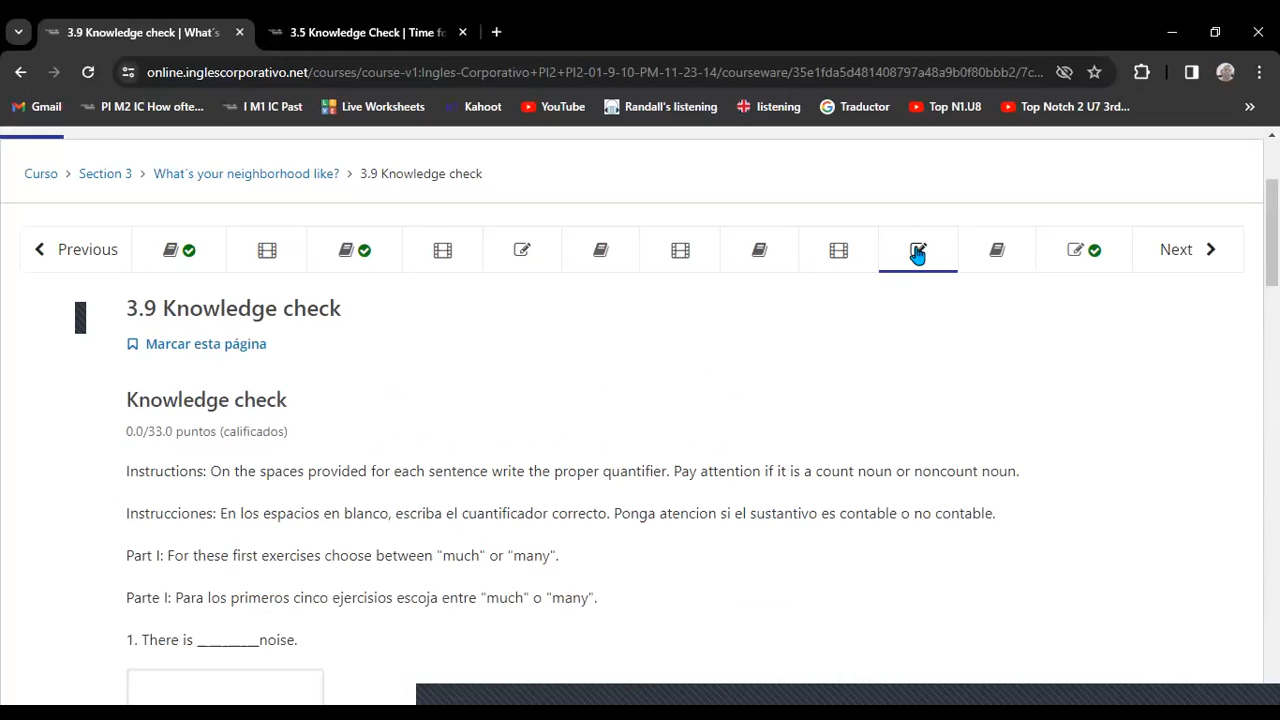 3.9 Knowledge check | What´s
3.5 Knowledge Check | Time fo
online.inglescorporativo.net/courses/course-v1:Ingles-Corporativo+PI2+PI2-01-9-10-PM-11-23-14/courseware/35e1fda5d481408797a48a9b0f80bbb2/7c...
Gmail
PI M2 IC How ofte...
I M1 IC Past
Live Worksheets
Kahoot
YouTube
Randall's listening
listening
Traductor
Top N1.U8
Top Notch 2 U7 3rd...
Curso > Section 3 > What´s your neighborhood like? > 3.9 Knowledge check
Previous
Next
3.9 Knowledge check
Marcar esta página
Knowledge check
0.0/33.0 puntos (calificados)
Instructions: On the spaces provided for each sentence write the proper quantifier. Pay attention if it is a count noun or noncount noun.
Instrucciones: En los espacios en blanco, escriba el cuantificador correcto. Ponga atencion si el sustantivo es contable o no contable.
Part I: For these first exercises choose between "much" or "many".
Parte I: Para los primeros cinco ejercisios escoja entre "much" o "many".
1. There is __________noise.